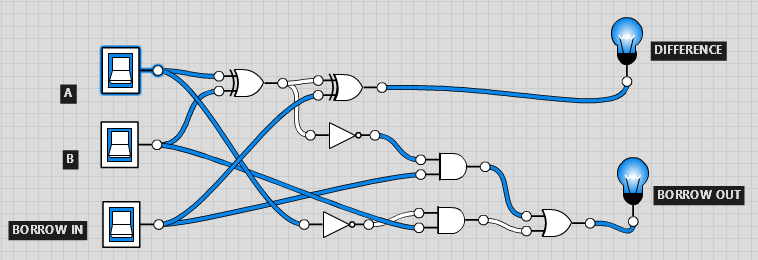 DIFFERENCE
A
B
BORROW OUT
BORROW IN